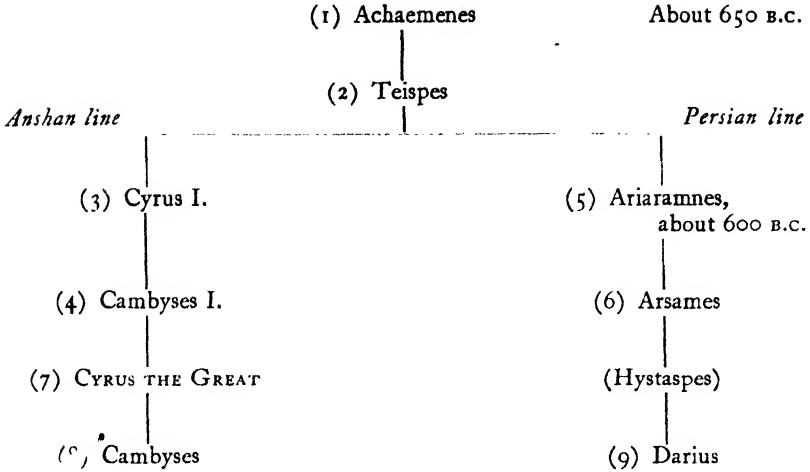 (1) Achaemenes About 650 B.C.
(2) Teispes
Anshan line Persian line
(3) Cyrus I. (5) Ariaramnes,
about 600 B.C.
(4) Cambyses I. (6) Arsames
(7) CYRUS THE GREAT (Hystaspes)
Cambyses (9) Darius